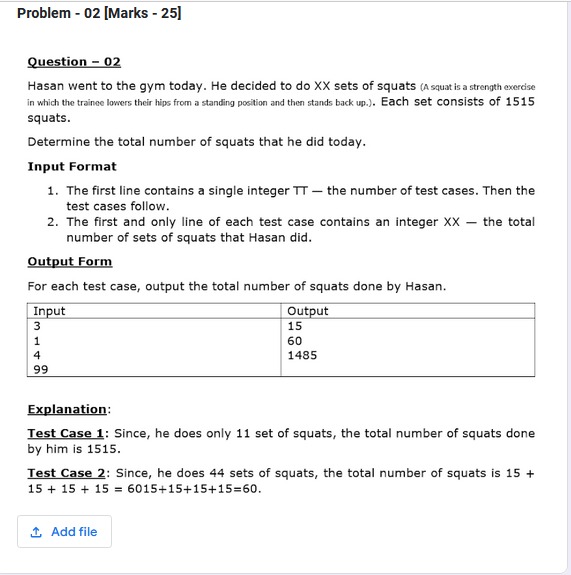 Problem - 02 [Marks - 25]
Question – 02
Hasan went to the gym today. He decided to do XX sets of squats (A squat is a strength exercise
in which the trainee lowers their hips from a standing position and then stands back up.). Each set consists of 1515
squats.
Determine the total number of squats that he did today.
Input Format
1. The first line contains a single integer TT — the number of test cases. Then the
test cases follow.
2. The first and only line of each test case contains an integer XX — the total
number of sets of squats that Hasan did.
Output Form
For each test case, output the total number of squats done by Hasan.
Input Output
3 15
1 60
4 1485
99
Explanation:
Test Case 1: Since, he does only 11 set of squats, the total number of squats done
by him is 1515.
Test Case 2: Since, he does 44 sets of squats, the total number of squats is 15 +
15 + 15 + 15 = 6015+15+15+15=60.
Add file